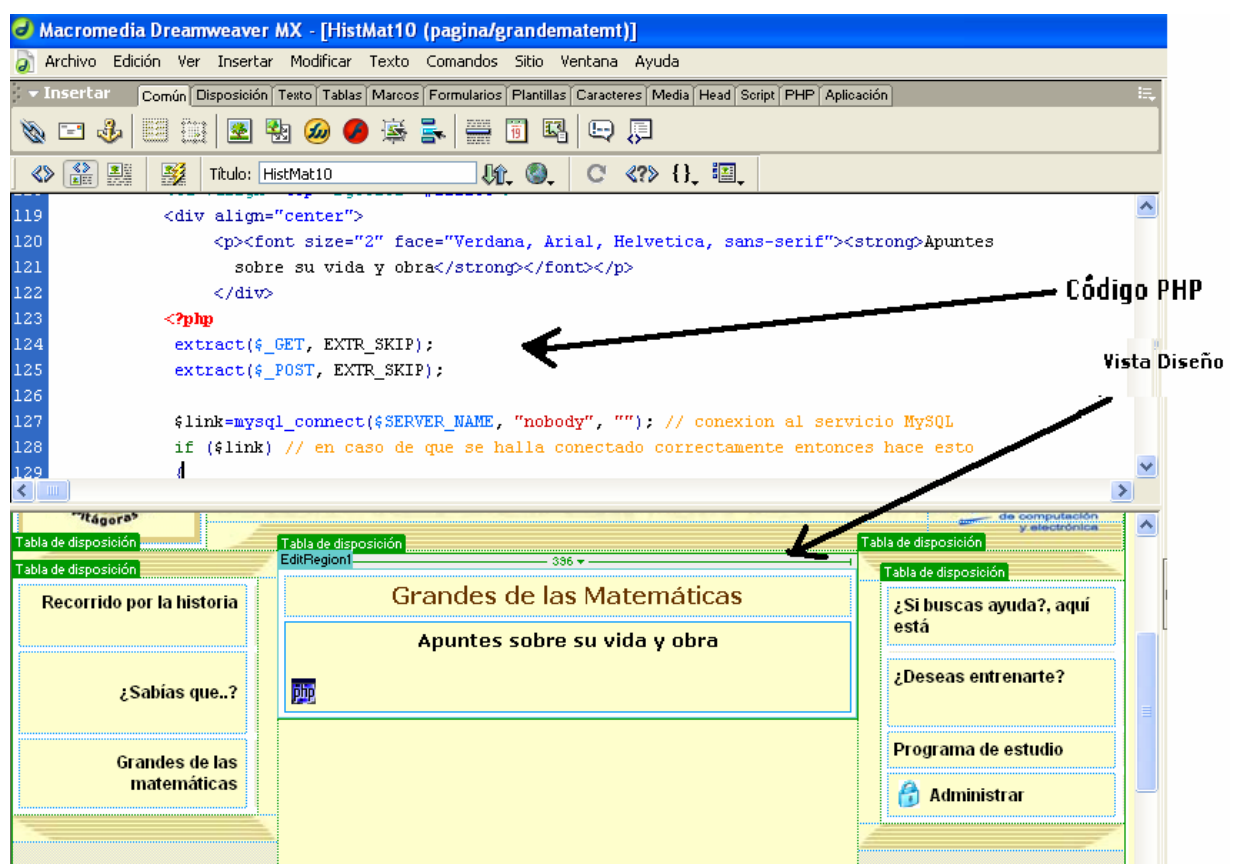 Macromedia Dreamweaver MX - [HistMat10 (pagina/grandematemt)]
Archivo Edición Ver Insertar Modificar Texto Comandos Sitio Ventana Ayuda
Insertar Común Disposición Texto Tablas Marcos Formularios Plantillas Caracteres Media Head Script PHP Aplicación
19
Título: HistMat10
119 <div align="center">
120 <p><font size="2" face="Verdana, Arial, Helvetica, sans-serif"><strong>Apuntes
121 sobre su vida y obra</strong></font></p>
122 </div>
123 <?php
124 extract($_GET, EXTR_SKIP);
125 extract($_POST, EXTR_SKIP);
126
127 $link=mysql_connect($SERVER_NAME, "nobody", ""); // conexion al servicio MySQL
128 if ($link) // en caso de que se halla conectado correctamente entonces hace esto
129 {
Código PHP
Vista Diseño
Pitágoras
de computación
y electrónica
Tabla de disposición
Tabla de disposición
Tabla de disposición
EditRegion1
396
Tabla de disposición
Tabla de disposición
Recorrido por la historia
¿Sabías que..?
Grandes de las
matemáticas
Grandes de las Matemáticas
Apuntes sobre su vida y obra
php
¿Si buscas ayuda?, aquí
está
¿Deseas entrenarte?
Programa de estudio
Administrar